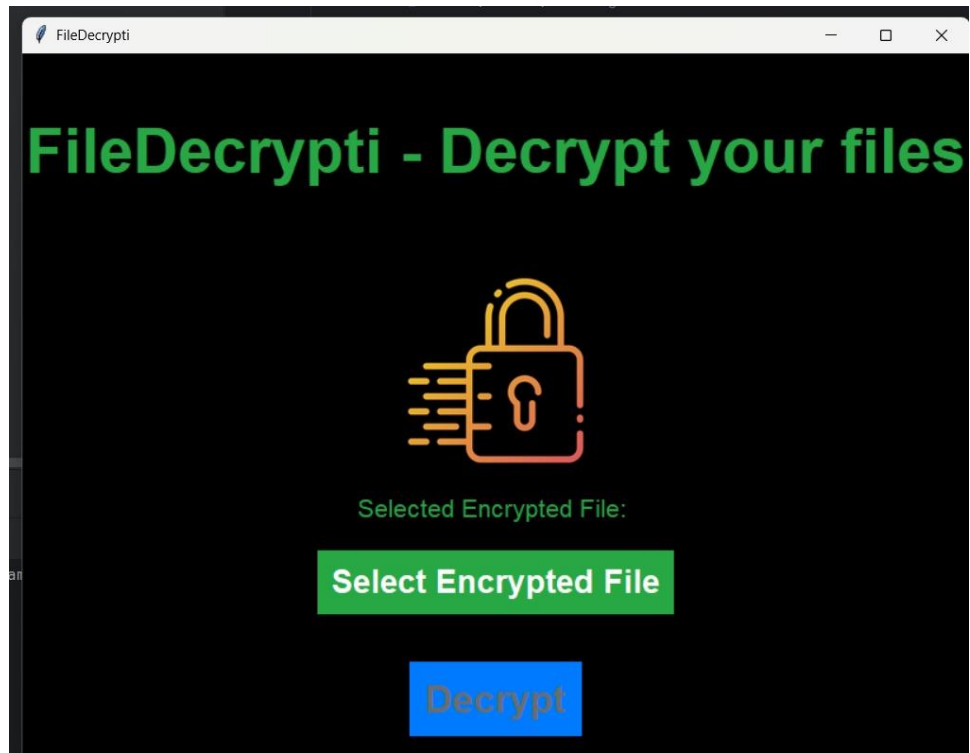 FileDecrypti
FileDecrypti - Decrypt your files
Selected Encrypted File:
Select Encrypted File
Decrypt